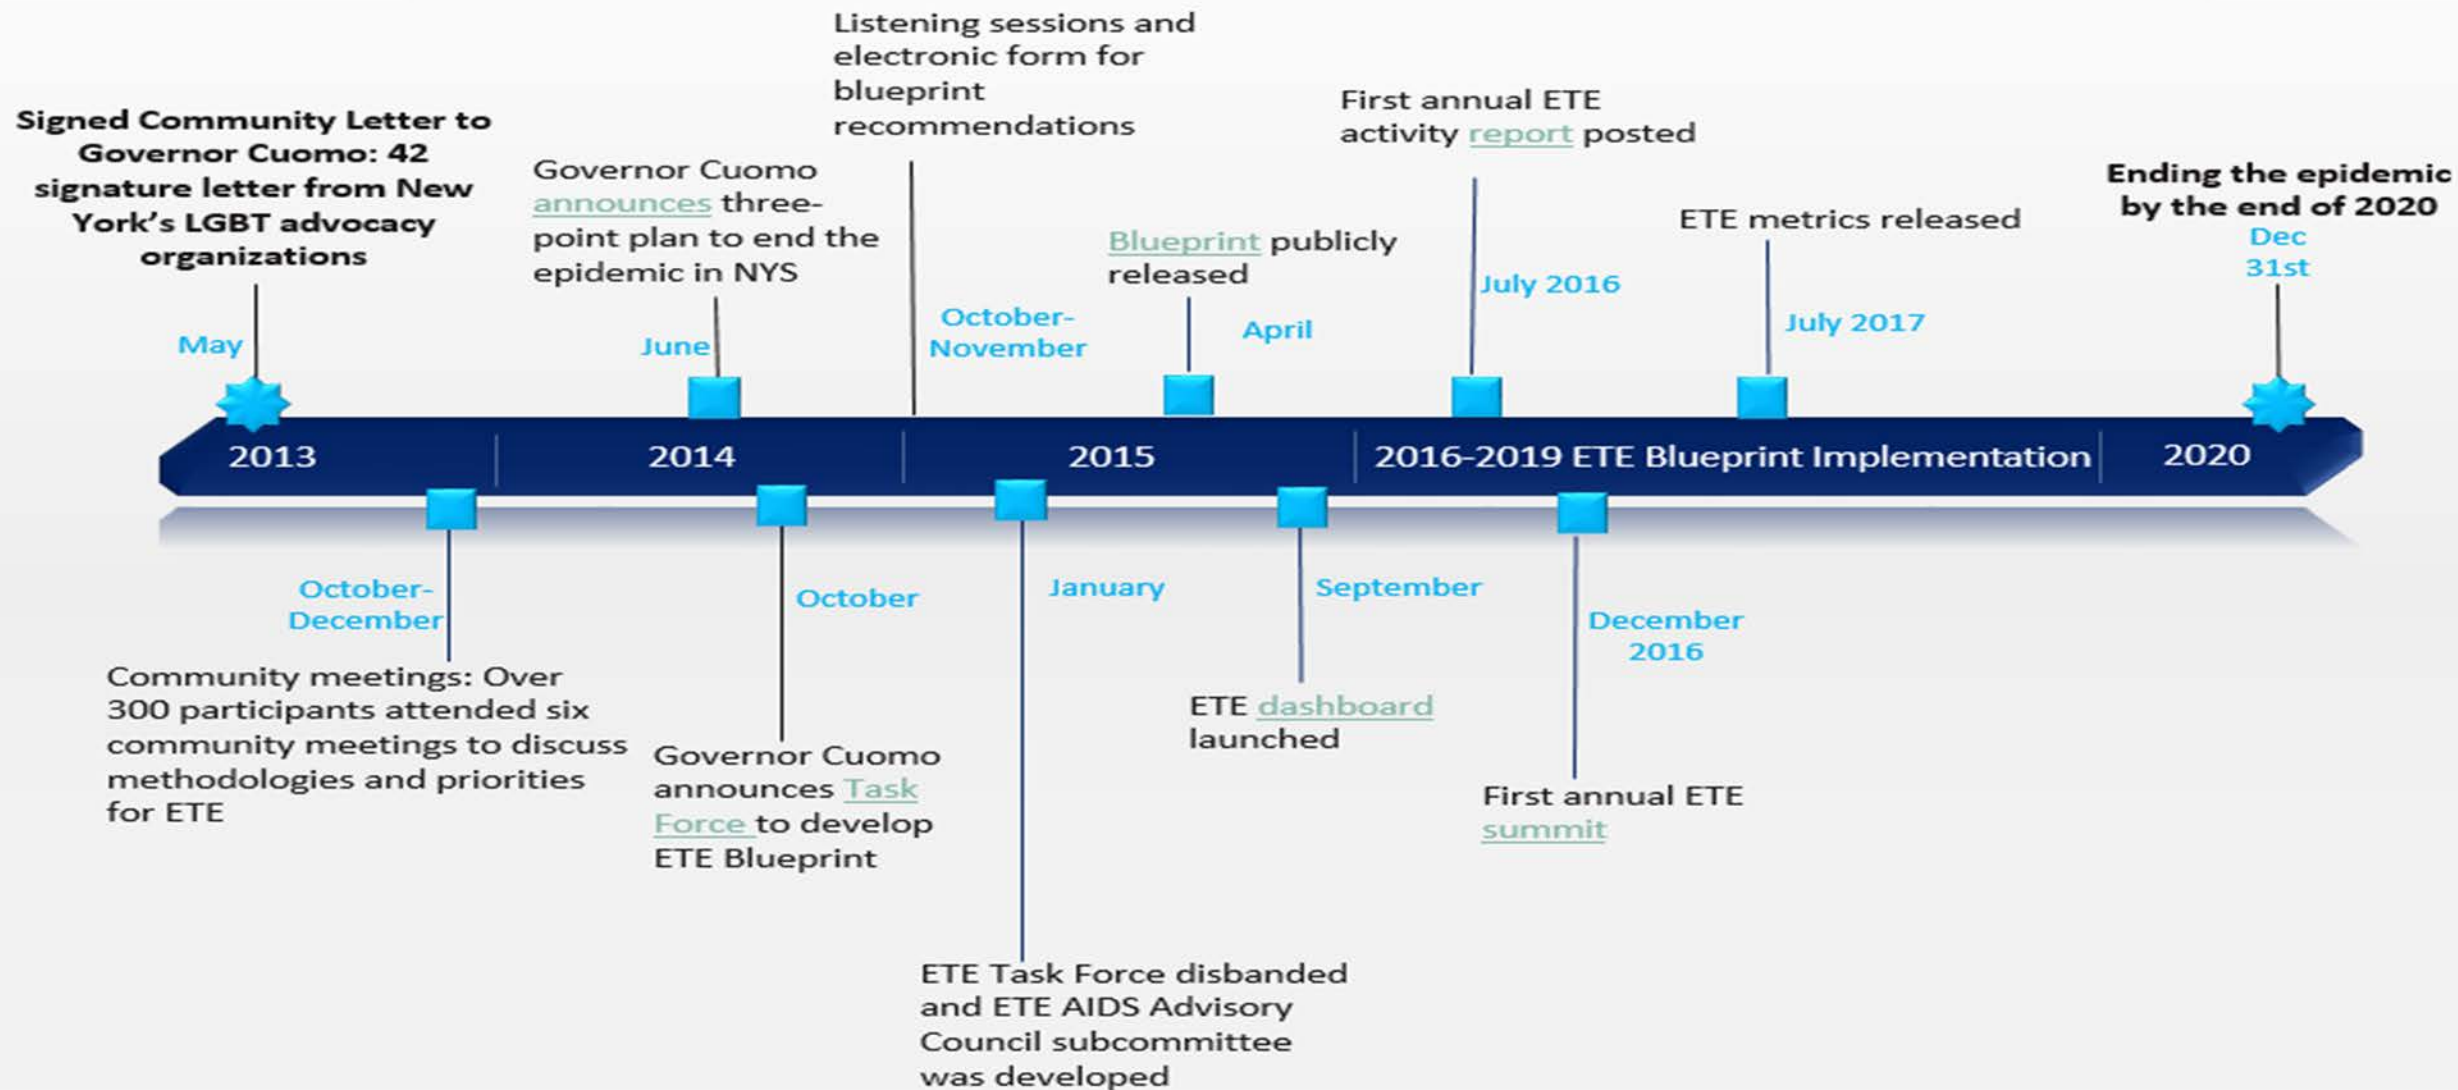 Signed Community Letter to
Governor Cuomo: 42
signature letter from New
York's LGBT advocacy
organizations
May
Governor Cuomo
announces three-
point plan to end the
epidemic in NYS
June
Listening sessions and
electronic form for
blueprint
recommendations
October-
November
Blueprint publicly
released
April
First annual ETE
activity report posted
July 2016
ETE metrics released
July 2017
Ending the epidemic
by the end of 2020
Dec
31st
2013
2014
2015
2016-2019 ETE Blueprint Implementation
2020
October-
December
Community meetings: Over
300 participants attended six
community meetings to discuss
methodologies and priorities
for ETE
October
Governor Cuomo
announces Task
Force to develop
ETE Blueprint
January
ETE Task Force disbanded
and ETE AIDS Advisory
Council subcommittee
was developed
September
ETE dashboard
launched
December
2016
First annual ETE
summit